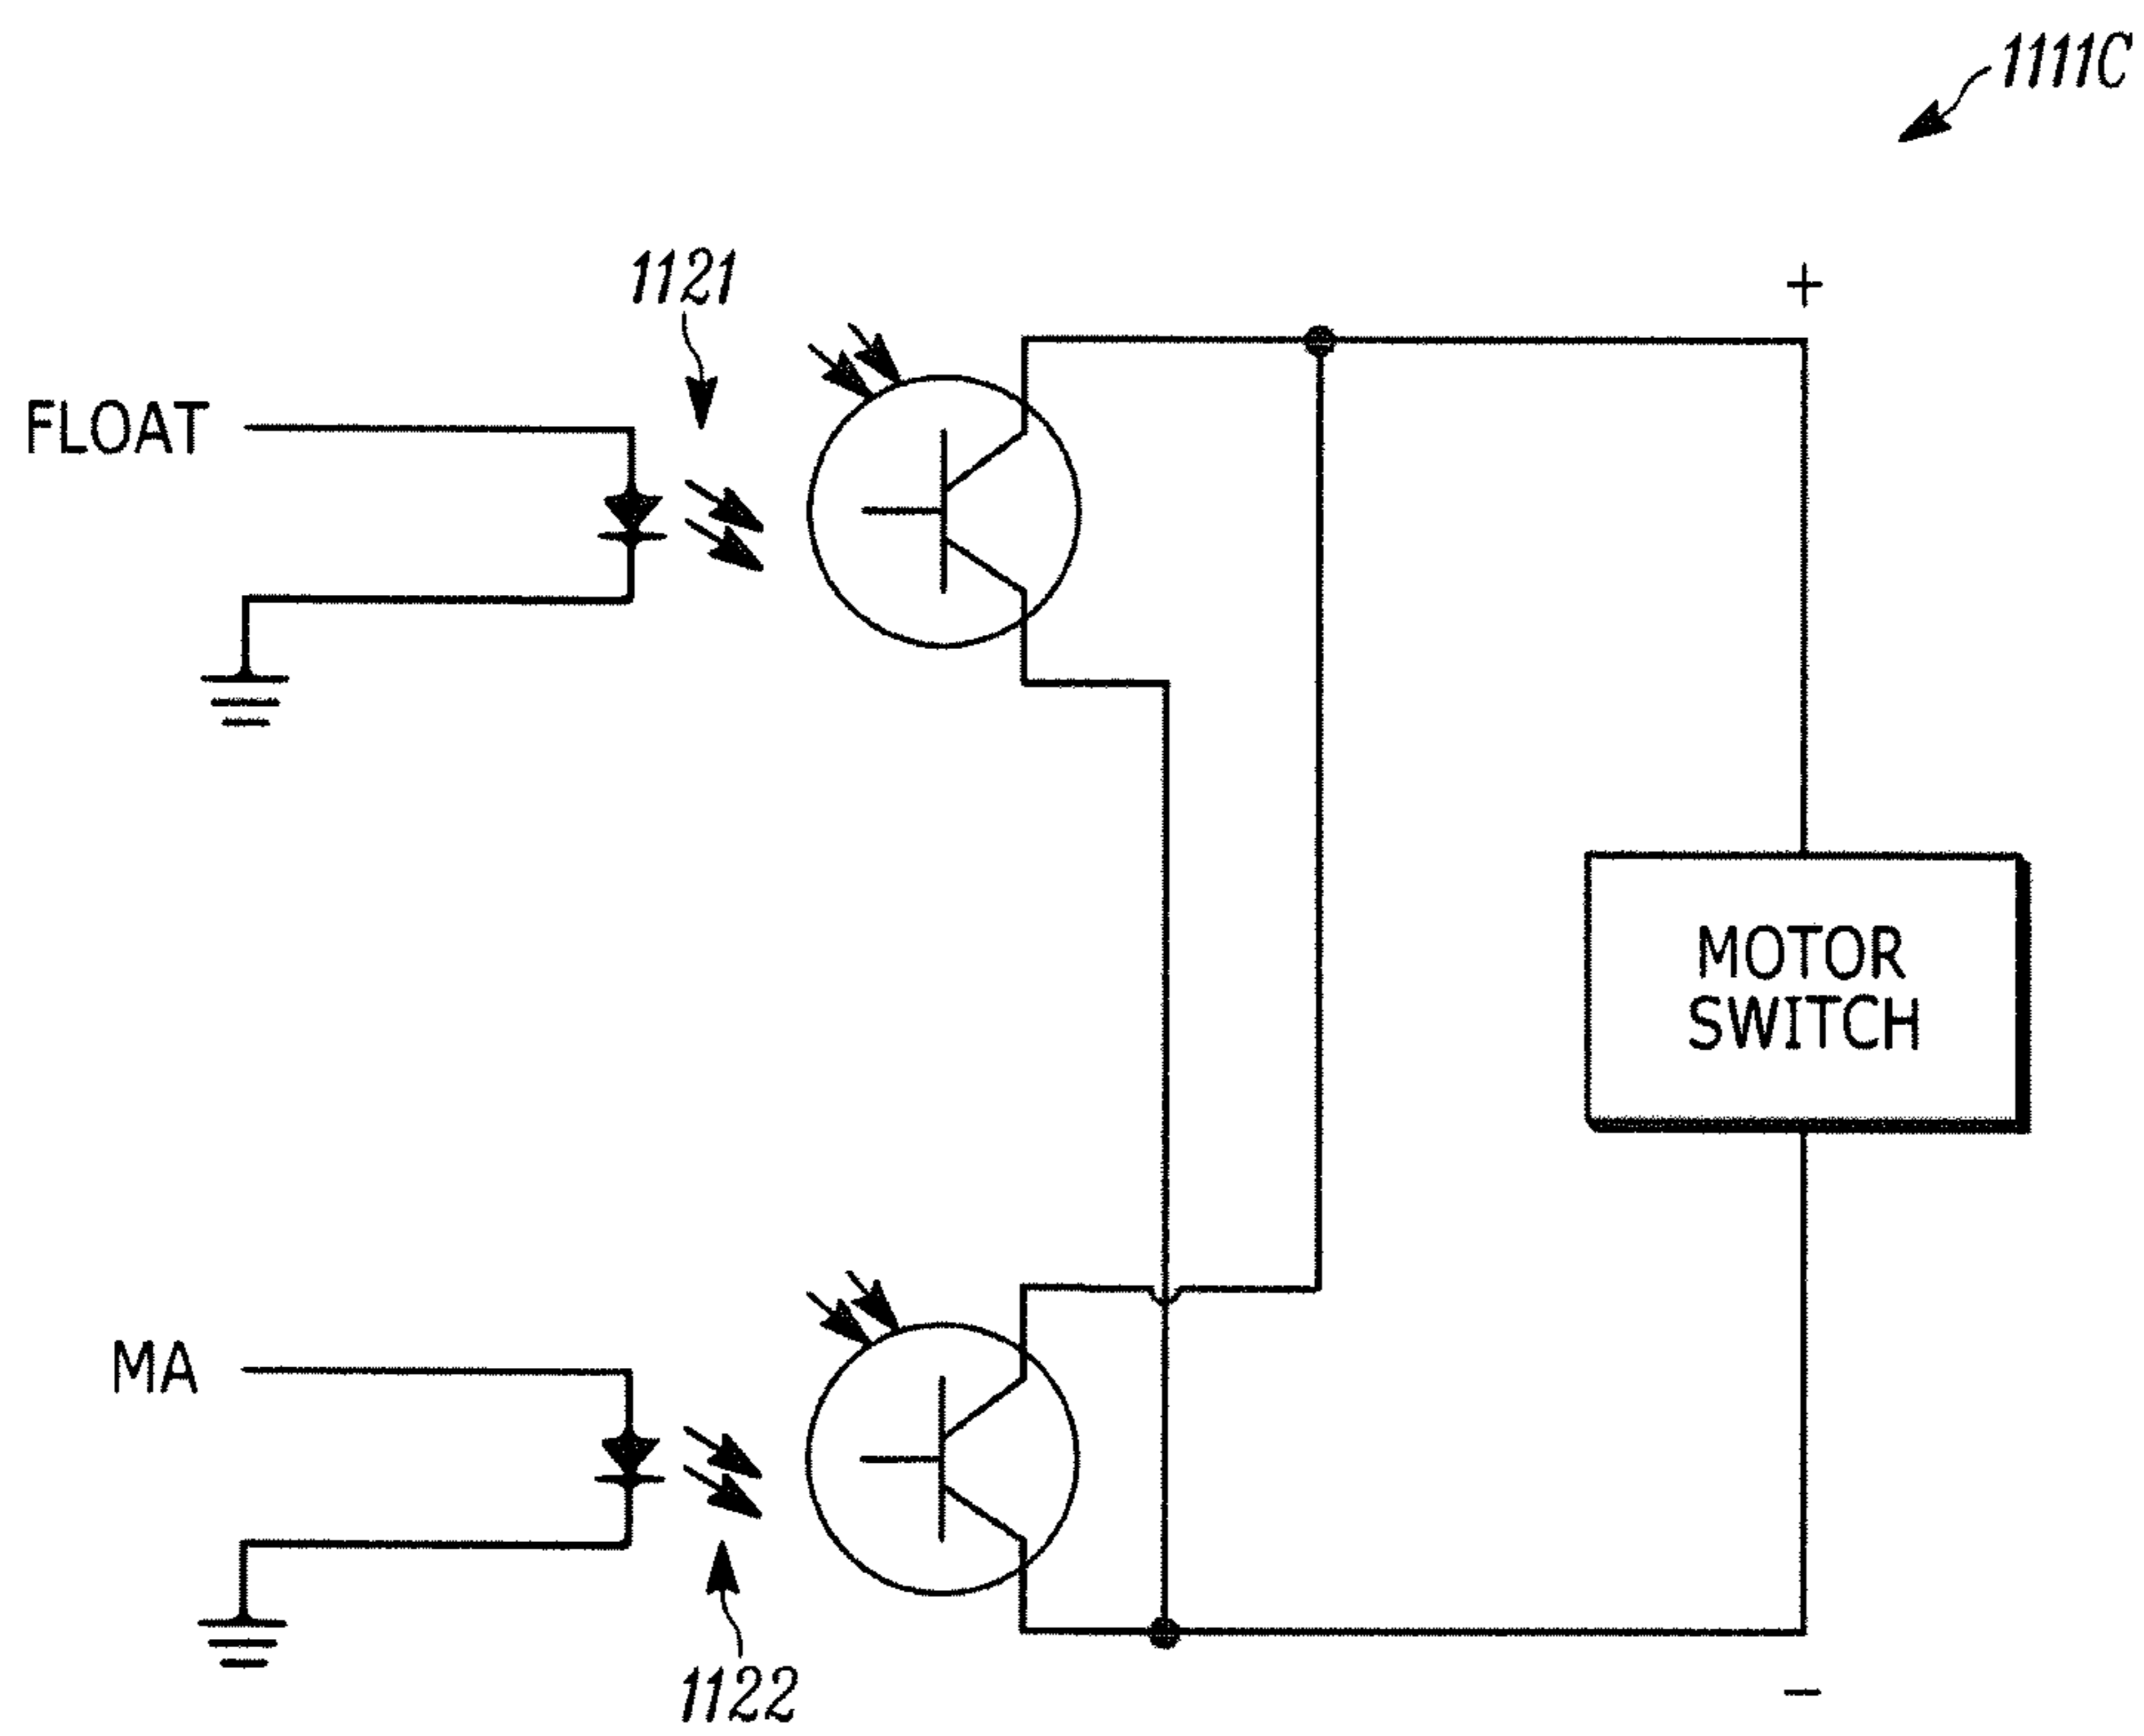 1111C
1121
+
FLOAT
MOTOR
SWITCH
MA
1122
−